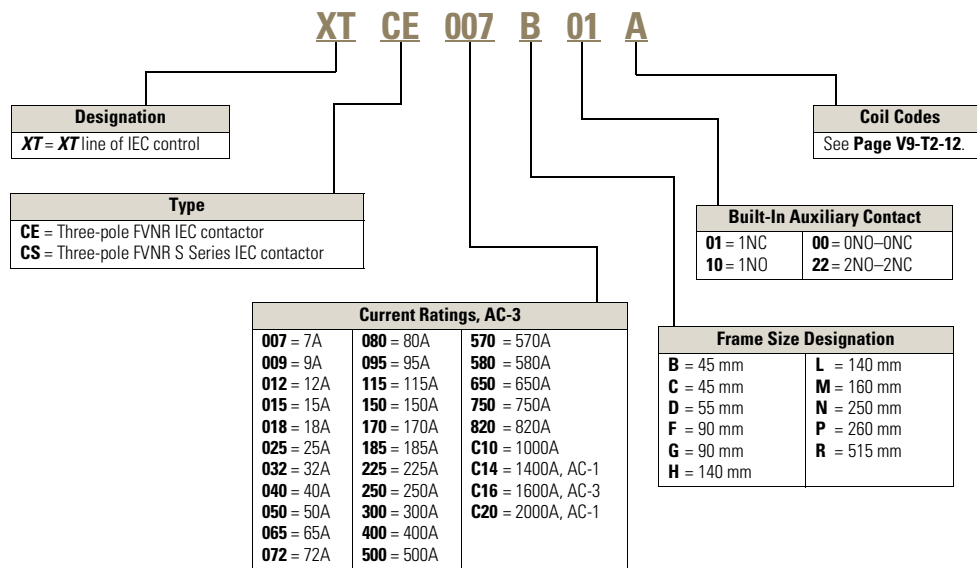 XT CE 007 B 01 A
Designation
XT = XT line of IEC control
Coil Codes
See Page V9-T2-12.
Type
CE = Three-pole FVNR IEC contactor
CS = Three-pole FVNR S Series IEC contactor
Built-In Auxiliary Contact
01 = 1NC 00 = 0NO–0NC
10 = 1NO 22 = 2NO–2NC
Current Ratings, AC-3
007 = 7A 080 = 80A 570 = 570A
009 = 9A 095 = 95A 580 = 580A
012 = 12A 115 = 115A 650 = 650A
015 = 15A 150 = 150A 750 = 750A
018 = 18A 170 = 170A 820 = 820A
025 = 25A 185 = 185A C10 = 1000A
032 = 32A 225 = 225A C14 = 1400A, AC-1
040 = 40A 250 = 250A C16 = 1600A, AC-3
050 = 50A 300 = 300A C20 = 2000A, AC-1
065 = 65A 400 = 400A
072 = 72A 500 = 500A
Frame Size Designation
B = 45 mm L = 140 mm
C = 45 mm M = 160 mm
D = 55 mm N = 250 mm
F = 90 mm P = 260 mm
G = 90 mm R = 515 mm
H = 140 mm